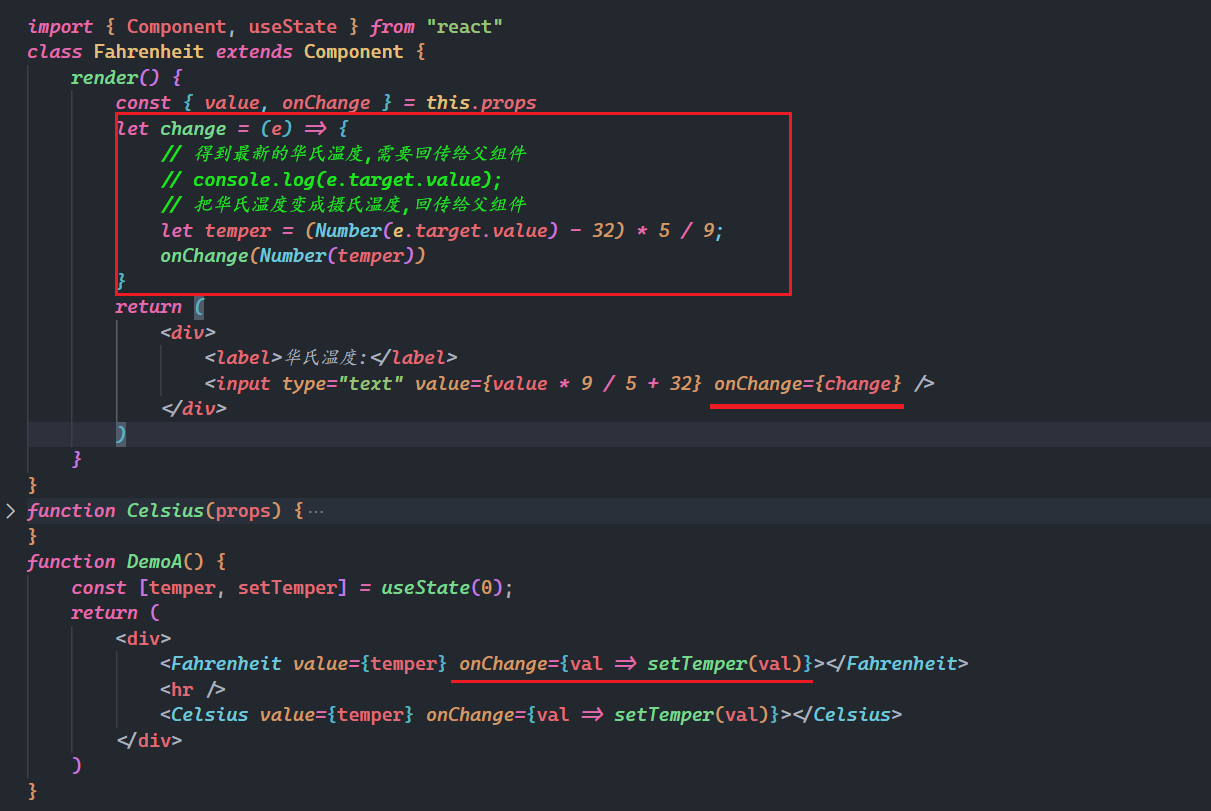 import { Component, useState } from "react"
class Fahrenheit extends Component {
render() {
const { value, onChange } = this.props
let change = (e) => {
// 得到最新的华氏温度,需要回传给父组件
// console.log(e.target.value);
// 把华氏温度变成摄氏温度,回传给父组件
let temper = (Number(e.target.value) - 32) * 5 / 9;
onChange(Number(temper))
}
return (
<div>
<label>华氏温度:</label>
<input type="text" value={value * 9 / 5 + 32} onChange={change} />
</div>
)
}
}
function Celsius(props) { ...
}
function DemoA() {
const [temper, setTemper] = useState(0);
return (
<div>
<Fahrenheit value={temper} onChange={val => setTemper(val)}></Fahrenheit>
<hr />
<Celsius value={temper} onChange={val => setTemper(val)}></Celsius>
</div>
)
}